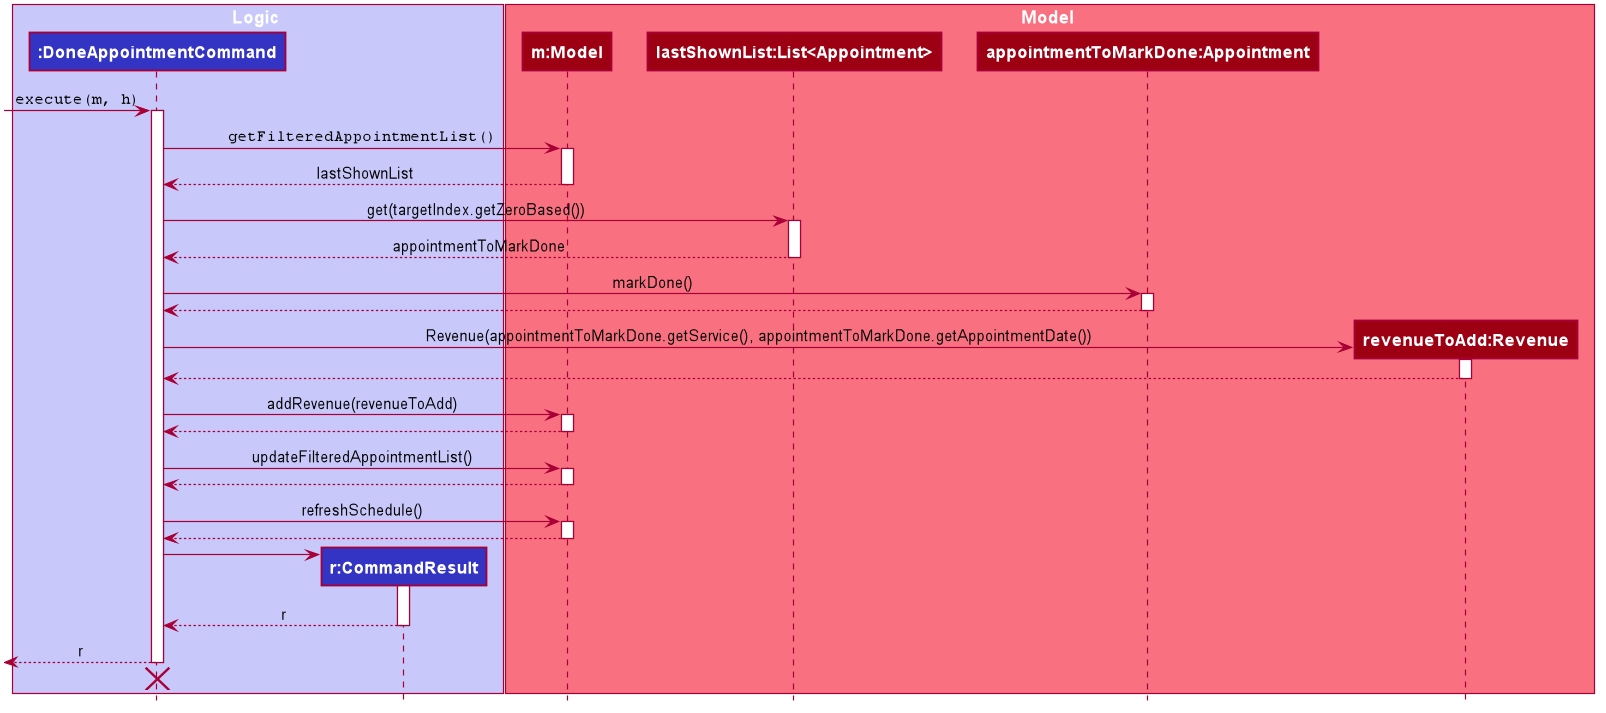 Logic
Model
:DoneAppointmentCommand
m:Model
lastShownList:List<Appointment>
appointmentToMarkDone:Appointment
execute(m, h)
getFilteredAppointmentList()
lastShownList
get(targetIndex.getZeroBased())
appointmentToMarkDone
markDone()
Revenue(appointmentToMarkDone.getService(), appointmentToMarkDone.getAppointmentDate())
revenueToAdd:Revenue
addRevenue(revenueToAdd)
updateFilteredAppointmentList()
refreshSchedule()
r:CommandResult
r
r